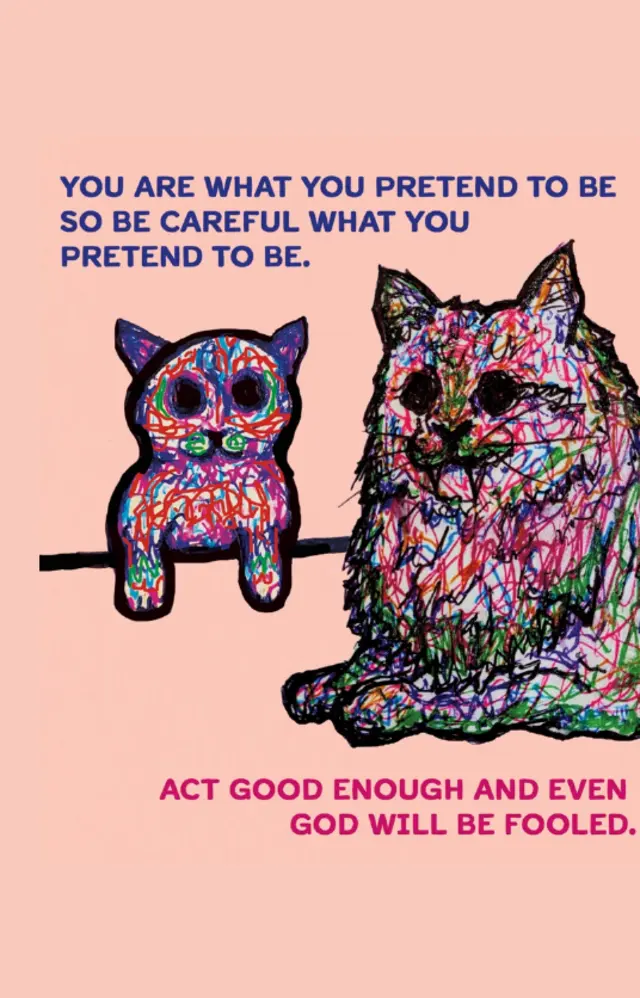 YOU ARE WHAT YOU PRETEND TO BE
SO BE CAREFUL WHAT YOU
PRETEND TO BE.
ACT GOOD ENOUGH AND EVEN
GOD WILL BE FOOLED.